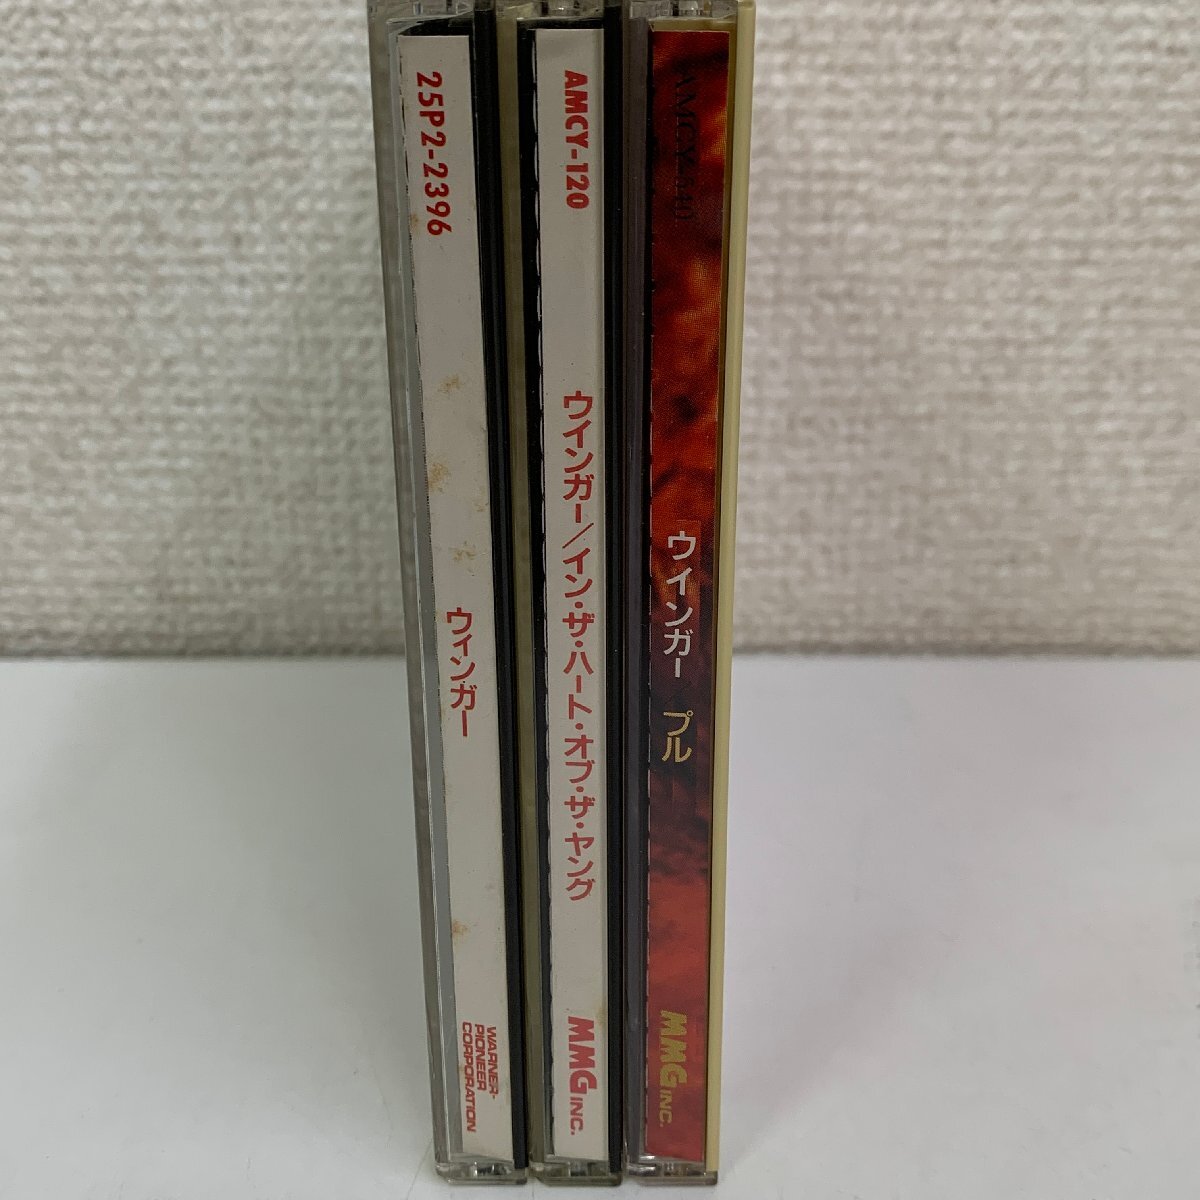 25P2-2396
ウィンガー
WARNER-
PIONEER
CORPORATION
AMCY-120
ウインガー/イン・ザ・ハート・オブ・ザ・ヤング
MMG INC.
ウインガー プル
MMG INC.